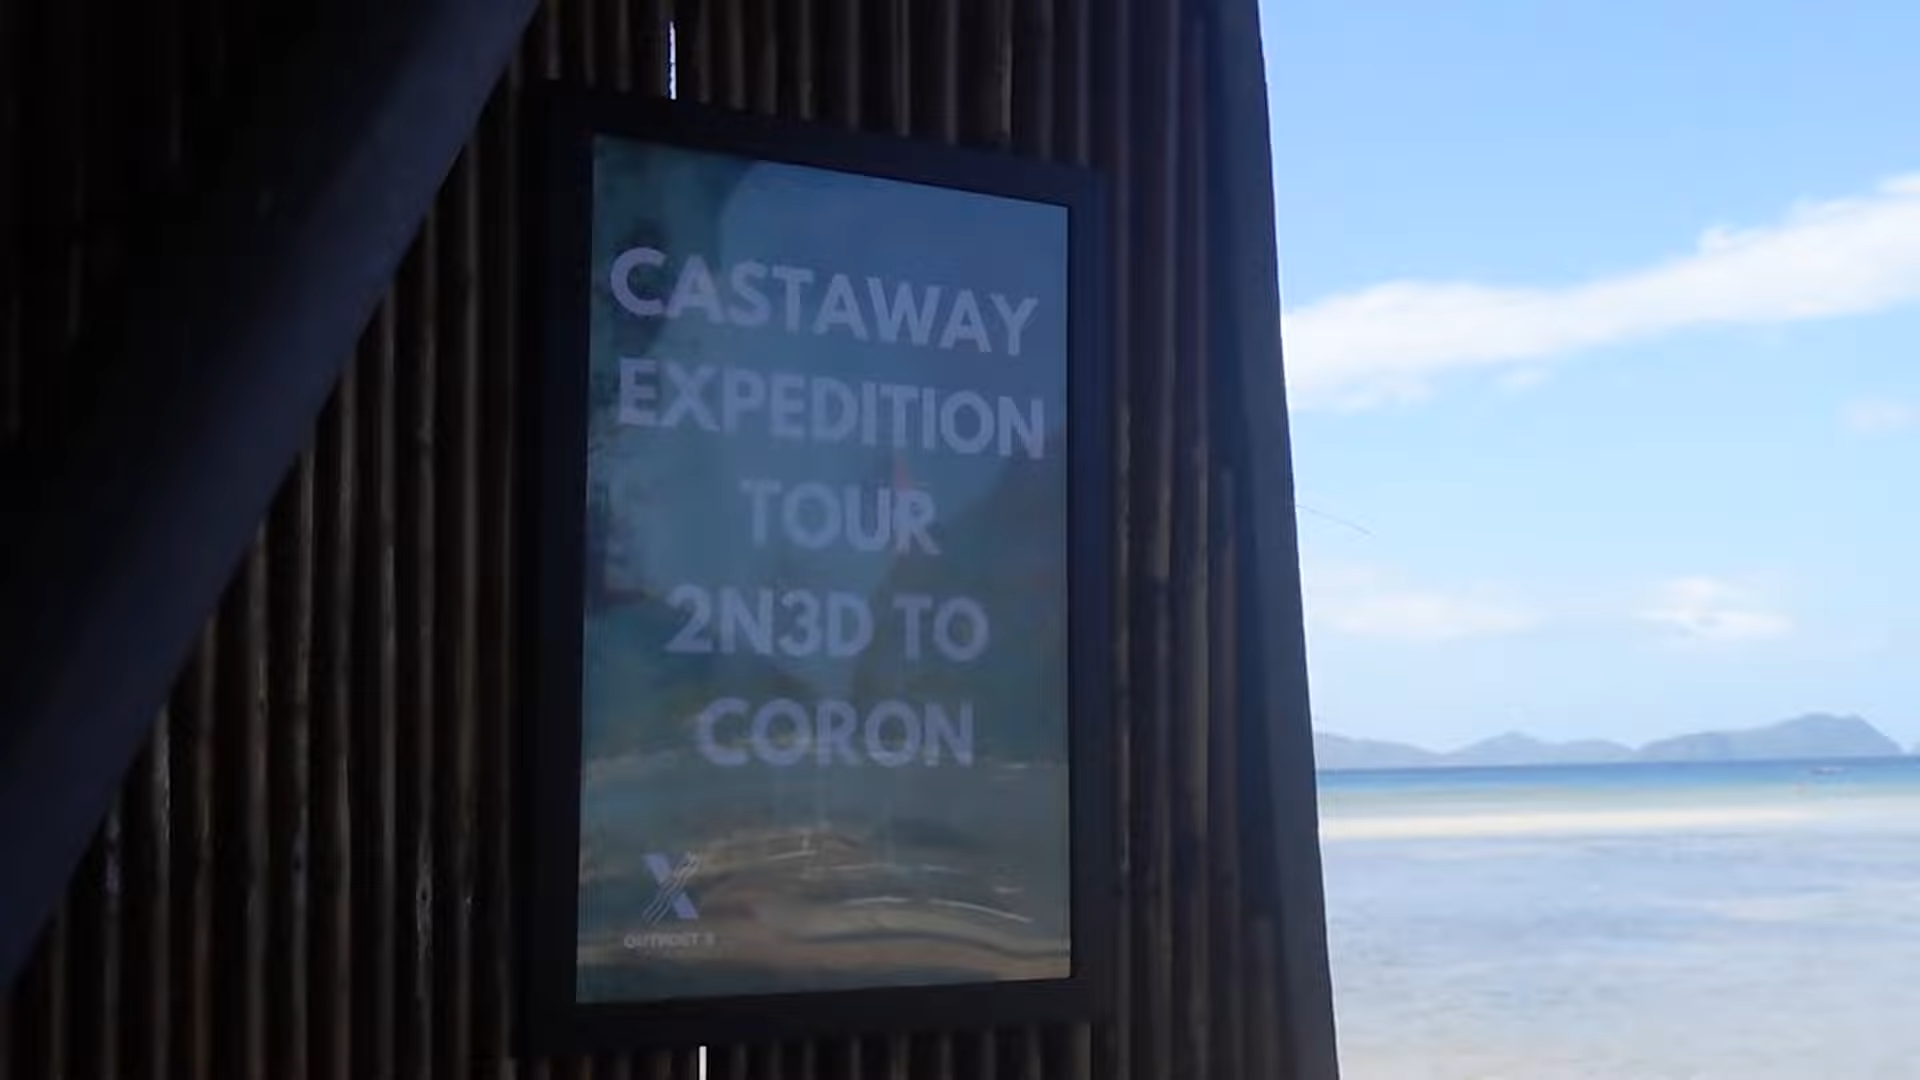 CASTAWAY
EXPEDITION
TOUR
2N3D TO
CORON
OUTPOST X